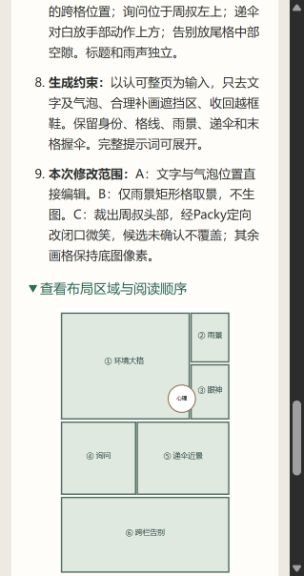 的跨格位置；询问位于周叔左上；递伞
对白放手部动作上方；告别放尾格中部
空隙。标题和雨声独立。
8. 生成约束：以认可整页为输入，只去文
字及气泡、合理补画遮挡区、收回越框
鞋。保留身份、格线、雨景、递伞和末
格握伞。完整提示词可展开。
9. 本次修改范围：A：文字与气泡位置直
接编辑。B：仅雨景矩形格取景，不生
图。C：裁出周叔头部，经Packy定向
改闭口微笑，候选未确认不覆盖；其余
画格保持底图像素。
▼查看布局区域与阅读顺序
① 环境大格
② 雨景
③ 眼神
心曈
④ 询问
⑤ 递伞近景
⑥ 跨栏告别